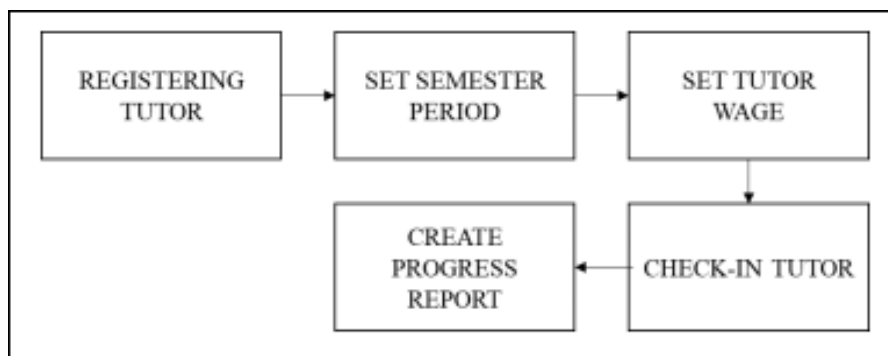 REGISTERING
TUTOR
SET SEMESTER
PERIOD
SET TUTOR
WAGE
CHECK-IN TUTOR
CREATE
PROGRESS
REPORT